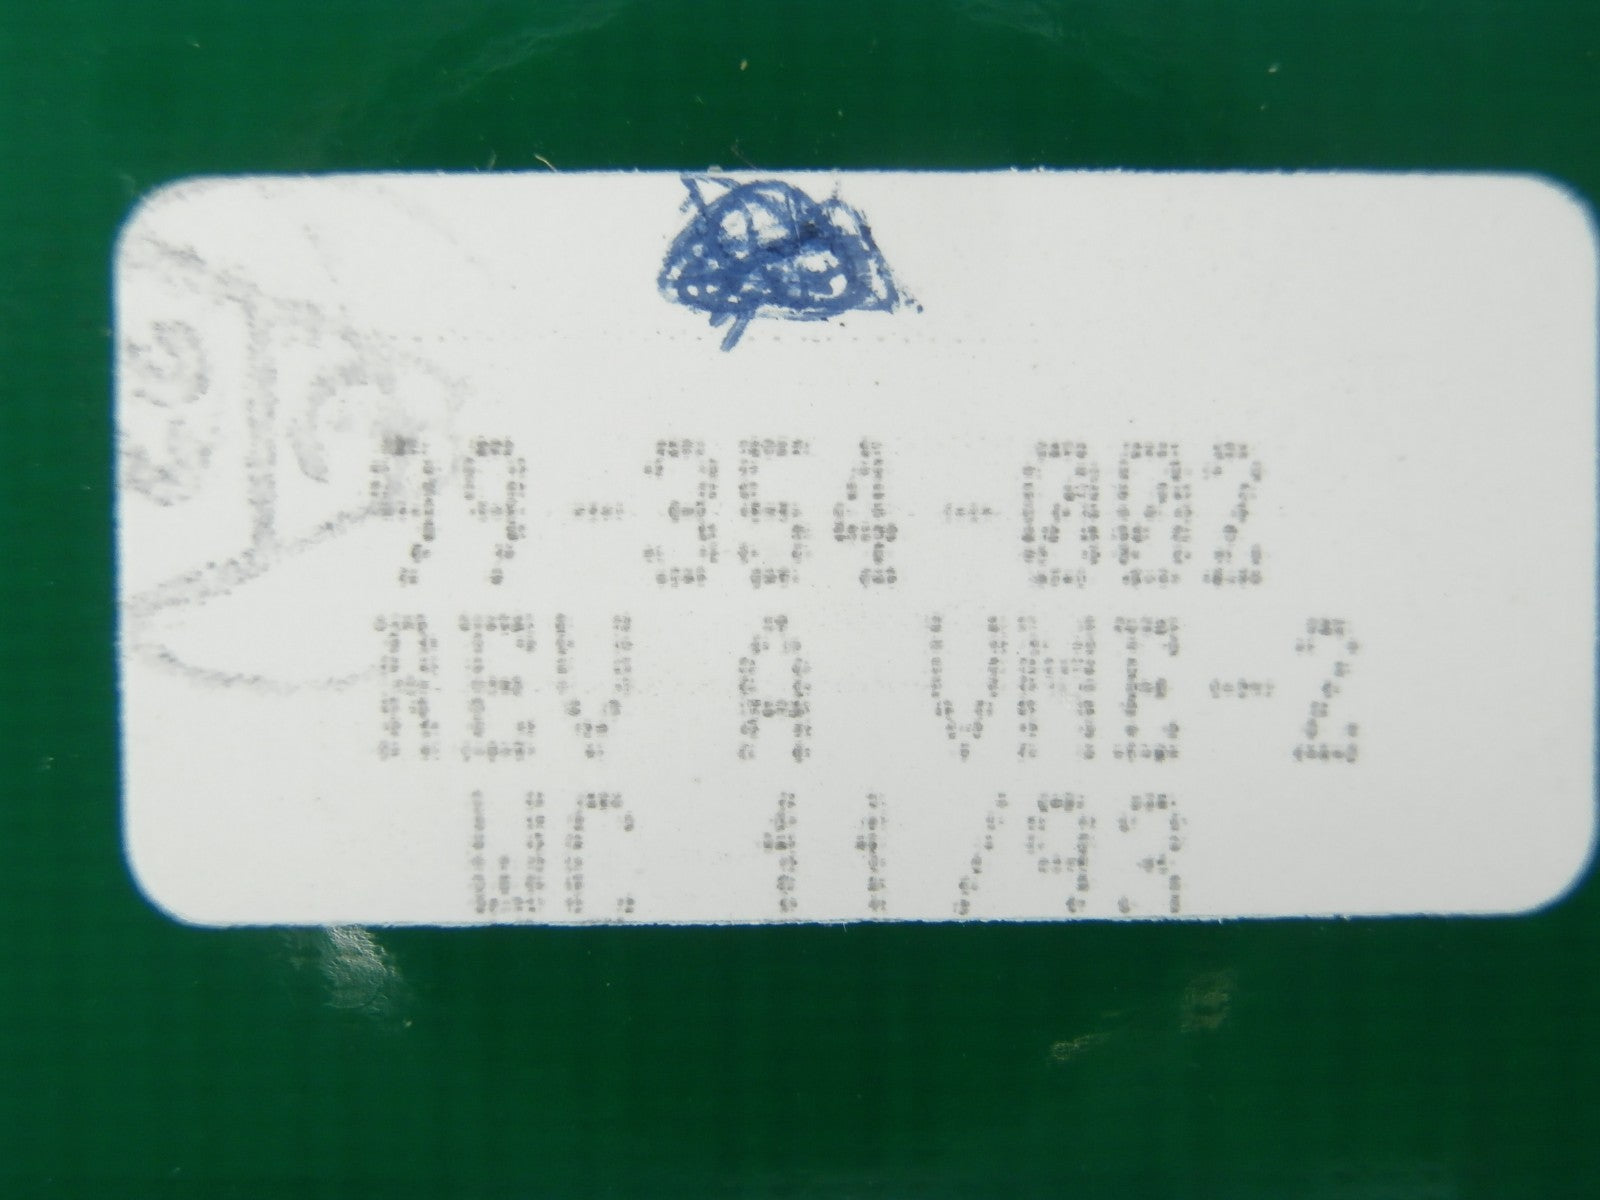 79-354-002
REV A VME-2
WC 11/93